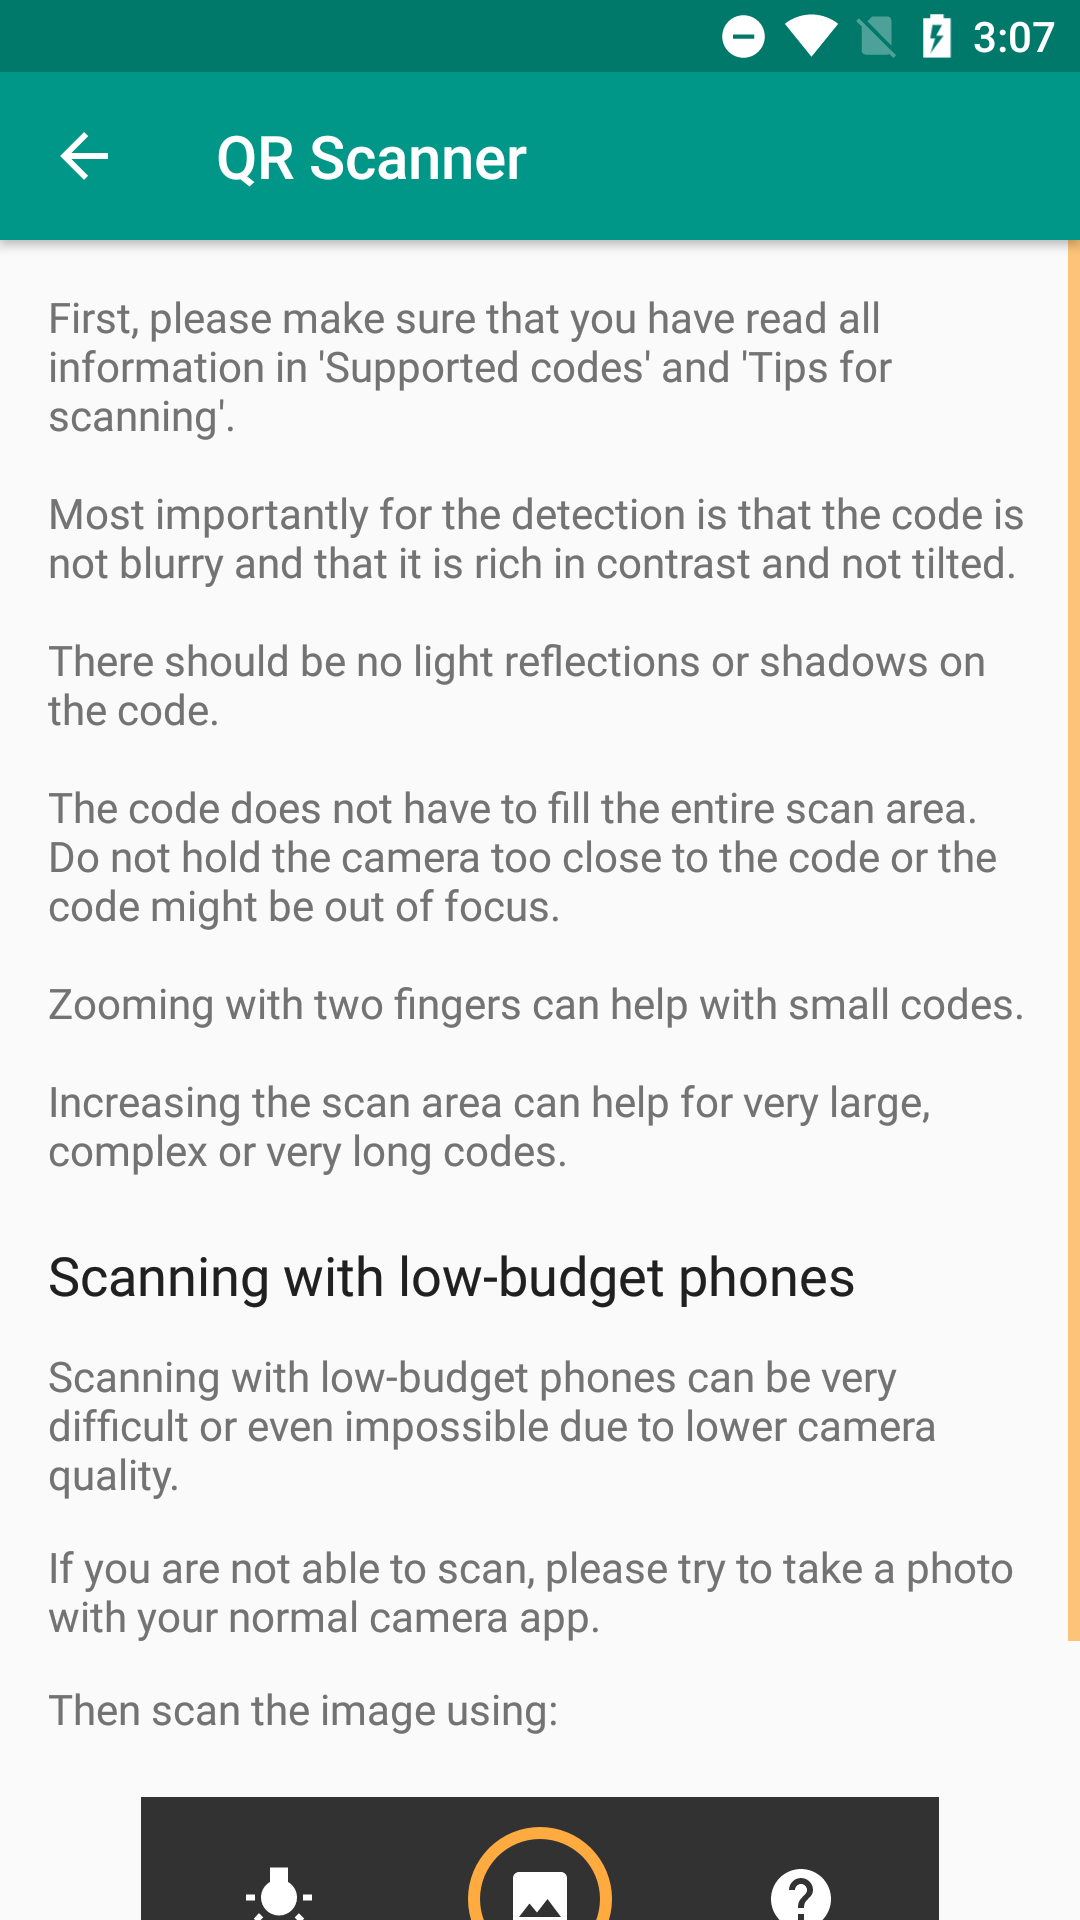 3:07
QR Scanner
First, please make sure that you have read all
information in 'Supported codes' and 'Tips for
scanning'.
Most importantly for the detection is that the code is
not blurry and that it is rich in contrast and not tilted.
There should be no light reflections or shadows on
the code.
The code does not have to fill the entire scan area.
Do not hold the camera too close to the code or the
code might be out of focus.
Zooming with two fingers can help with small codes.
Increasing the scan area can help for very large,
complex or very long codes.
Scanning with low-budget phones
Scanning with low-budget phones can be very
difficult or even impossible due to lower camera
quality.
If you are not able to scan, please try to take a photo
with your normal camera app.
Then scan the image using: